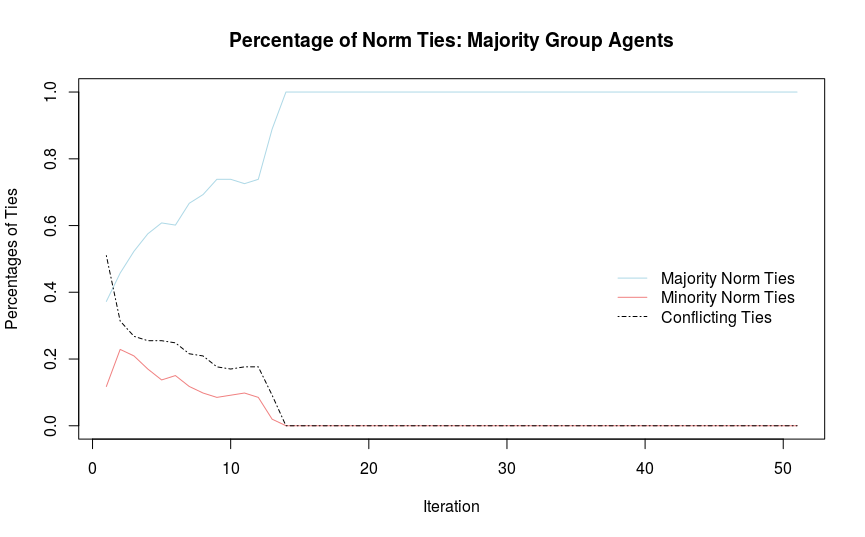 Percentage of Norm Ties: Majority Group Agents
Percentages of Ties
1.0
0.8
0.6
0.4
0.2
0.0
Majority Norm Ties
Minority Norm Ties
Conflicting Ties
0 10 20 30 40 50
Iteration